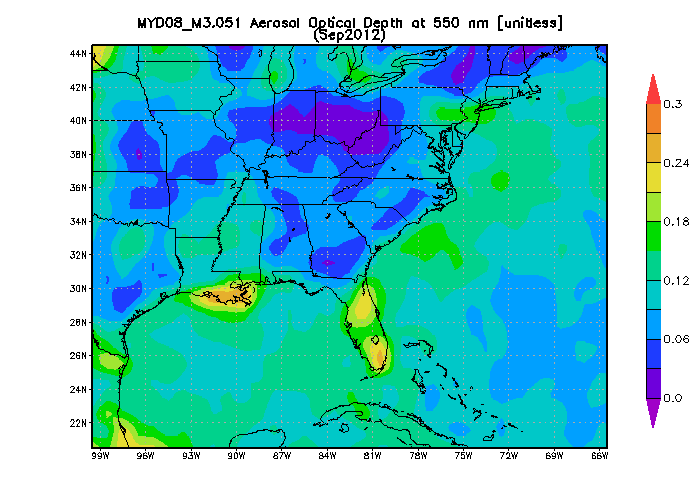 MYD08_M3.051 Aerosol Optical Depth at 550 nm [unitless]
(Sep2012)
44N
42N
40N
38N
36N
34N
32N
30N
28N
26N
24N
22N
99W 96W 93W 90W 87W 84W 81W 78W 75W 72W 69W 66W
0.3
0.24
0.18
0.12
0.06
0.0